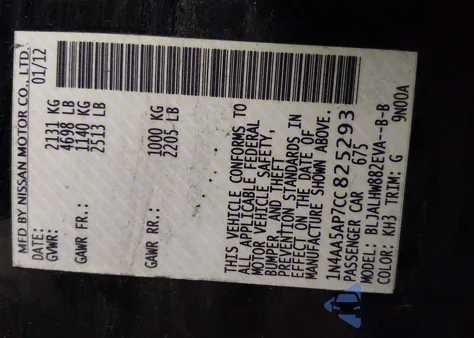 MFD BY NISSAN MOTOR CO., LTD.
DATE: 01/12
GVWR: 2131 KG
4698 LB
GAWR FR.: 1140 KG
2513 LB
GAWR RR.: 1000 KG
2205 LB
THIS VEHICLE CONFORMS TO
ALL APPLICABLE FEDERAL
MOTOR VEHICLE SAFETY,
BUMPER, AND THEFT
PREVENTION STANDARDS IN
EFFECT ON THE DATE OF
MANUFACTURE SHOWN ABOVE.
1N4AA5AP7CC825293
PASSENGER CAR 675
MODEL: BLJALHW882EVA--B-B
COLOR: KH3 TRIM: G 9N00A